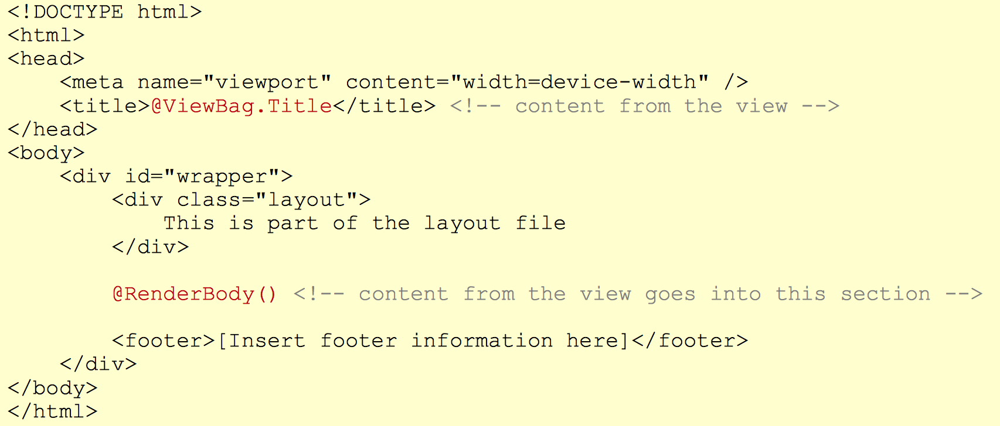 <!DOCTYPE html>
<html>
<head>
    <meta name="viewport" content="width=device-width" />
    <title>@ViewBag.Title</title> <!-- content from the view -->
</head>
<body>
    <div id="wrapper">
        <div class="layout">
            This is part of the layout file
        </div>

        @RenderBody() <!-- content from the view goes into this section -->

        <footer>[Insert footer information here]</footer>
    </div>
</body>
</html>